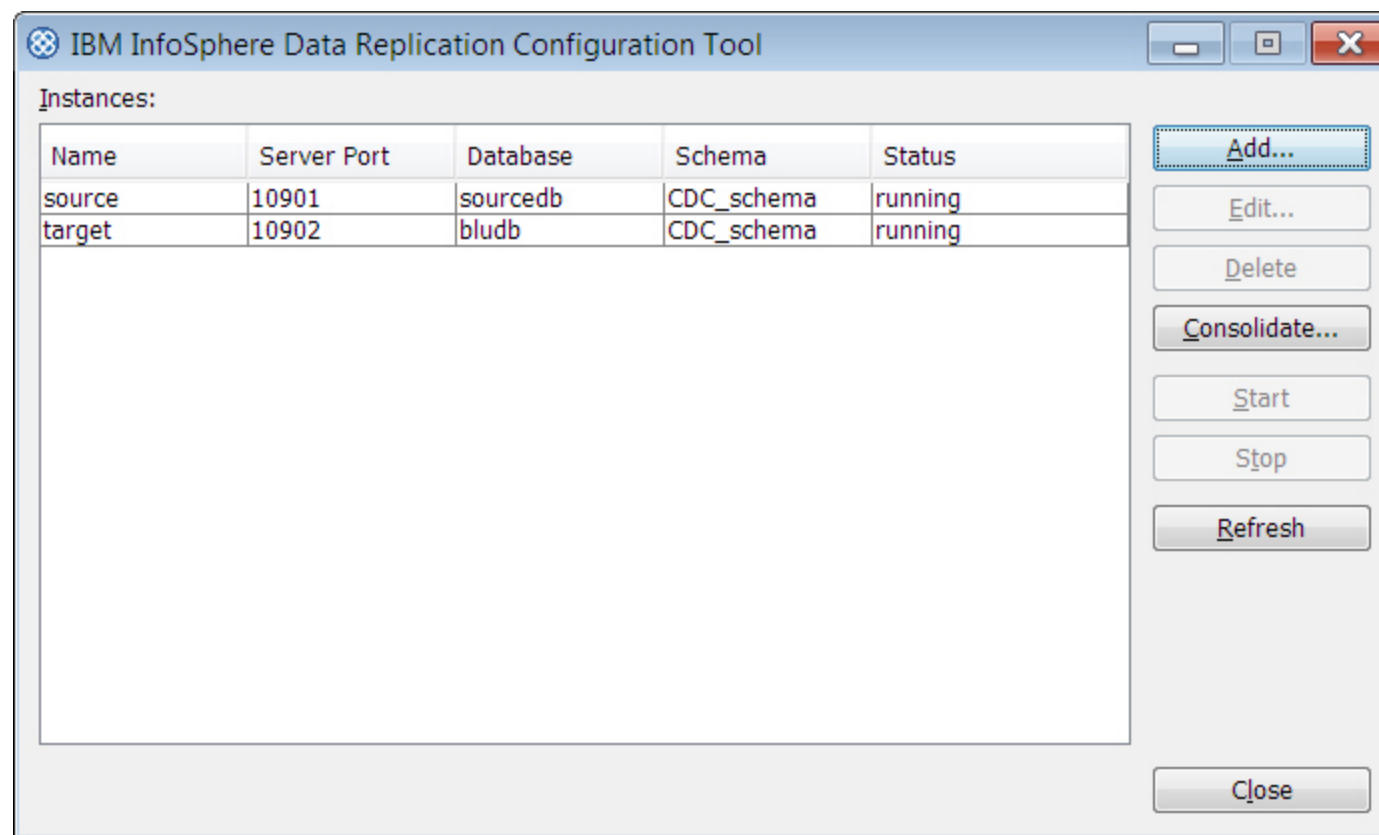 IBM InfoSphere Data Replication Configuration Tool
Instances:
Name Server Port Database Schema Status
source 10901 sourcedb CDC_schema running
target 10902 bludb CDC_schema running
Add...
Edit...
Delete
Consolidate...
Start
Stop
Refresh
Close